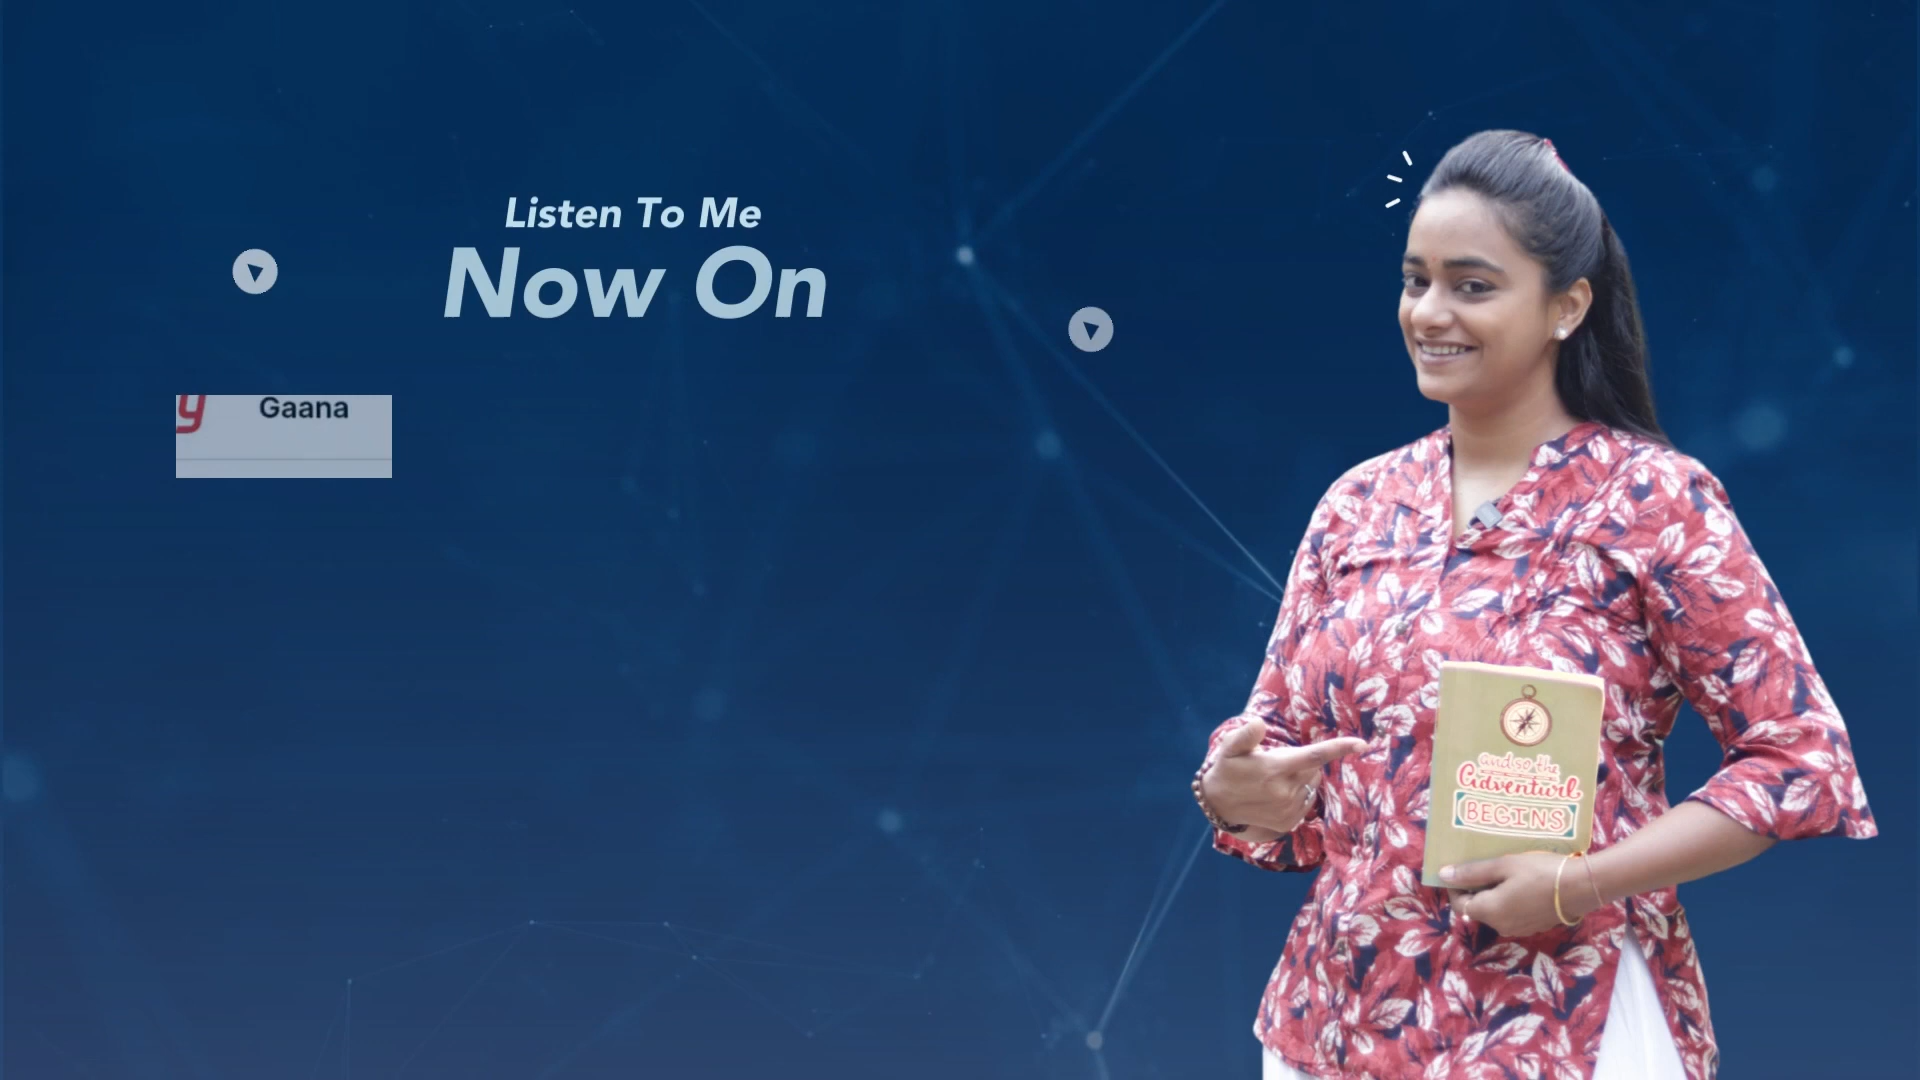 Listen To Me
Now On
y Gaana
and so the
Adventure
BEGINS